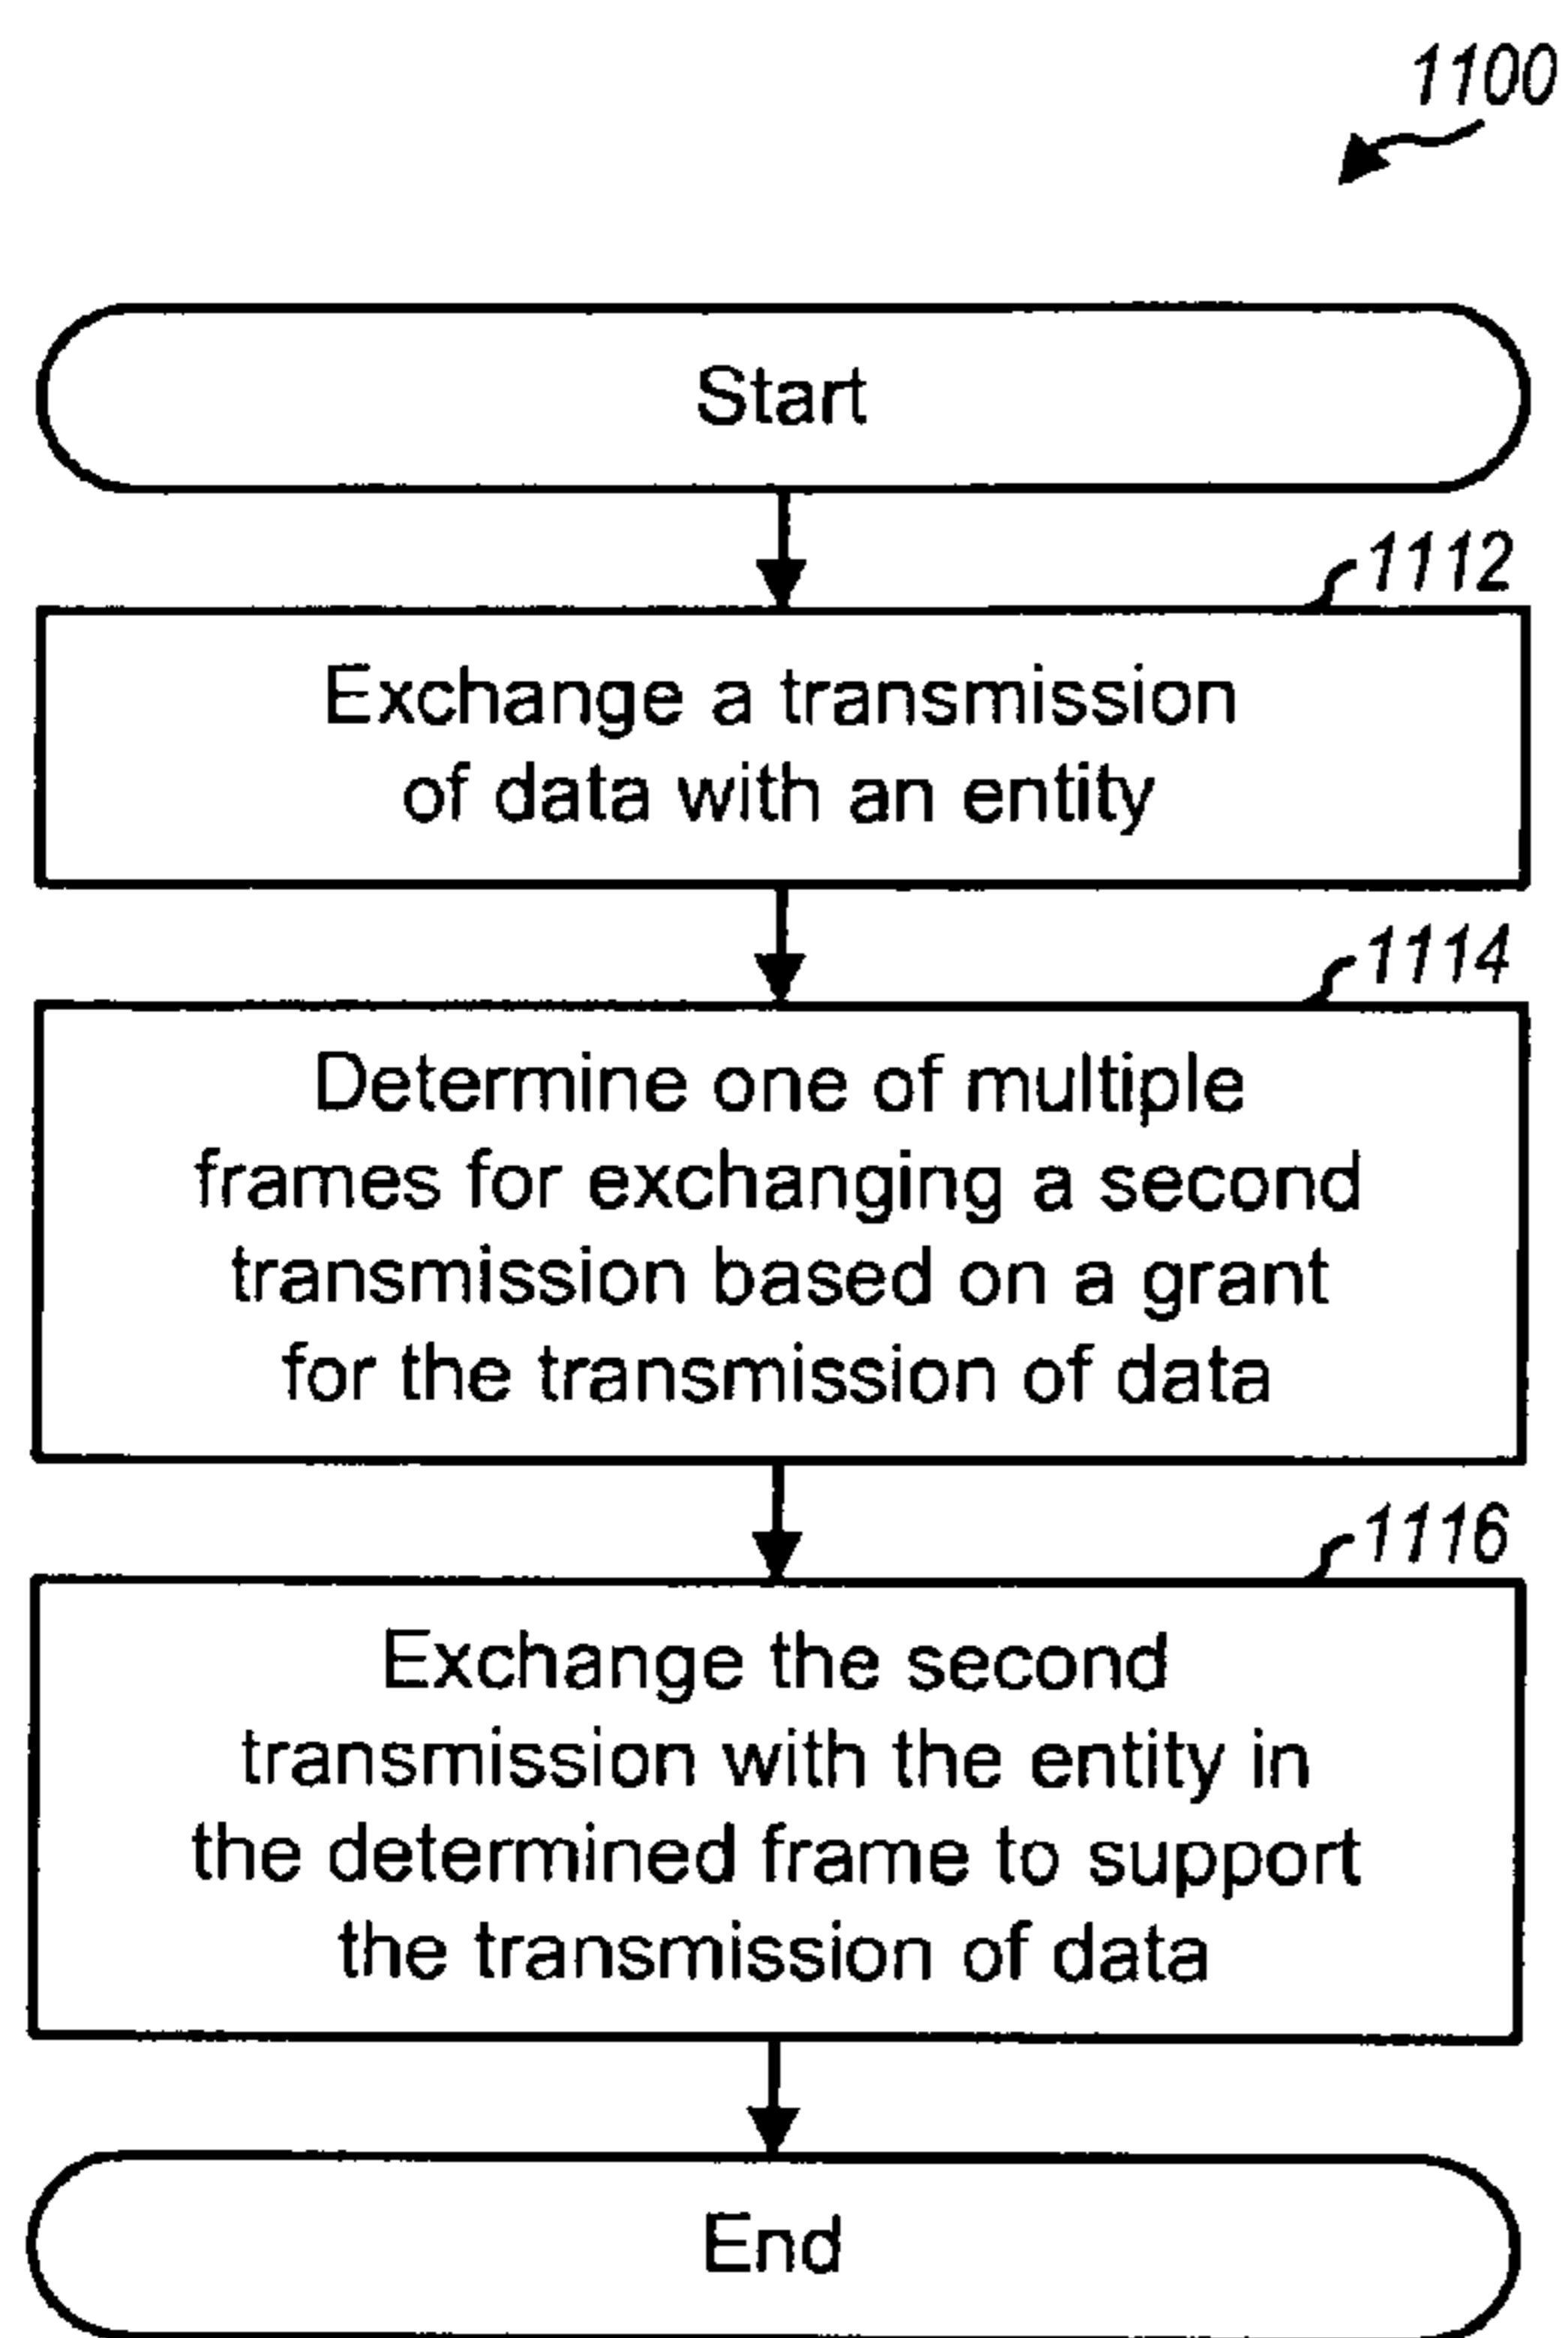 1100
Start
1112
Exchange a transmission
of data with an entity
1114
Determine one of multiple
frames for exchanging a second
transmission based on a grant
for the transmission of data
1116
Exchange the second
transmission with the entity in
the determined frame to support
the transmission of data
End